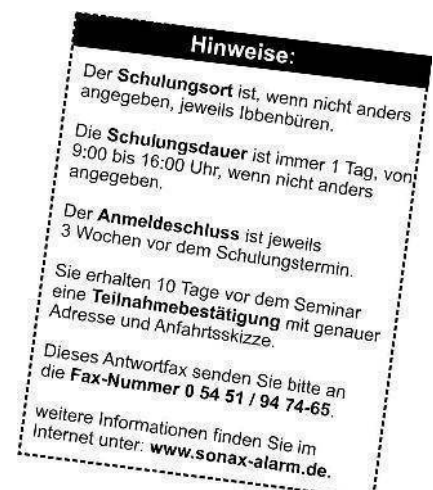 Hinweise:
Der Schulungsort ist, wenn nicht anders
angegeben, jeweils Ibbenbüren.
Die Schulungsdauer ist immer 1 Tag, von
9:00 bis 16:00 Uhr, wenn nicht anders
angegeben.
Der Anmeldeschluss ist jeweils
3 Wochen vor dem Schulungstermin.
Sie erhalten 10 Tage vor dem Seminar
eine Teilnahmebestätigung mit genauer
Adresse und Anfahrtsskizze.
Dieses Antwortfax senden Sie bitte an
die Fax-Nummer 0 54 51 / 94 74-65.
weitere Informationen finden Sie im
Internet unter: www.sonax-alarm.de.